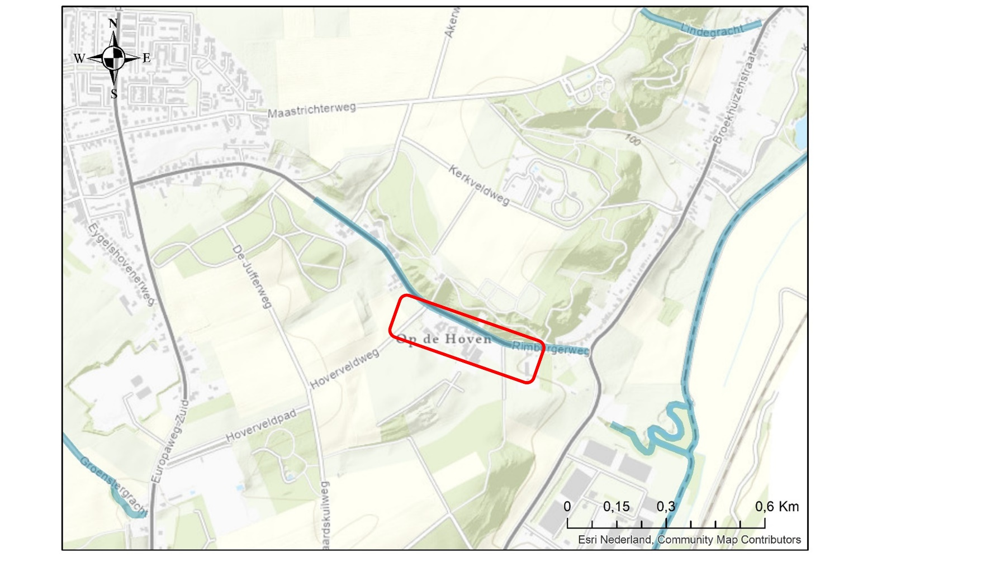 N
W E
S
Akerw
Lindegracht
Maastrichterweg
Broekhuizenstraat
100
Kerkveldweg
Eygelshovenerweg
De Jufferweg
Op de Hoven
Rimburgerweg
Hoverveldweg
Hoverveldpad
Europaweg-Zuid
Groenstergracht
aardskuilweg
0 0,15 0,3 0,6 Km
Esri Nederland, Community Map Contributors